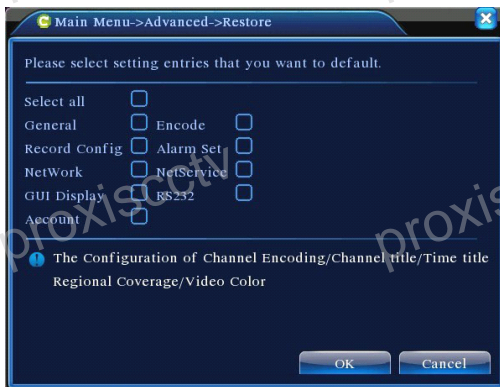 Main Menu->Advanced->Restore
Please select setting entries that you want to default.
Select all
General Encode
Record Config Alarm Set
NetWork NetService
GUI Display RS232
Account
The Configuration of Channel Encoding/Channel title/Time title
Regional Coverage/Video Color
OK Cancel
proxiscctv
proxis